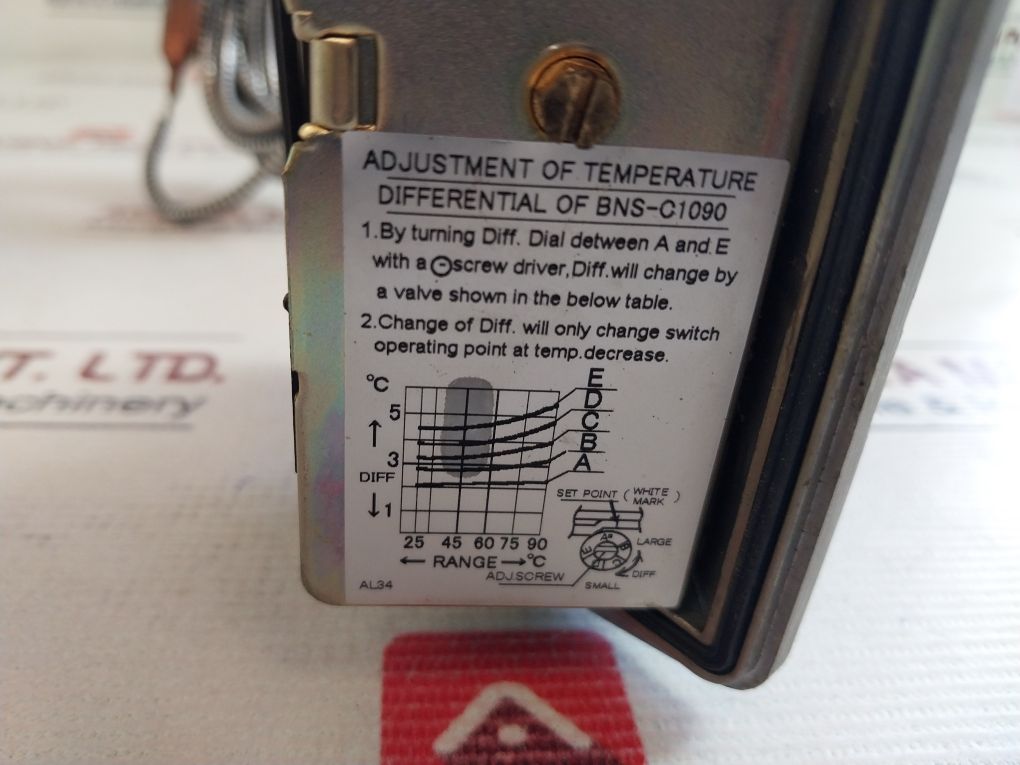 ADJUSTMENT OF TEMPERATURE
DIFFERENTIAL OF BNS-C1090
1.By turning Diff. Dial detween A and E
with a ⊖screw driver,Diff.will change by
a valve shown in the below table.
2.Change of Diff. will only change switch
operating point at temp.decrease.
°C
5
3
DIFF
1
E
D
C
B
A
25 45 60 75 90
← RANGE → °C
SET POINT ( WHITE MARK )
A B C D E
LARGE
DIFF
SMALL
ADJ.SCREW
AL34
T. LTD.
chinery